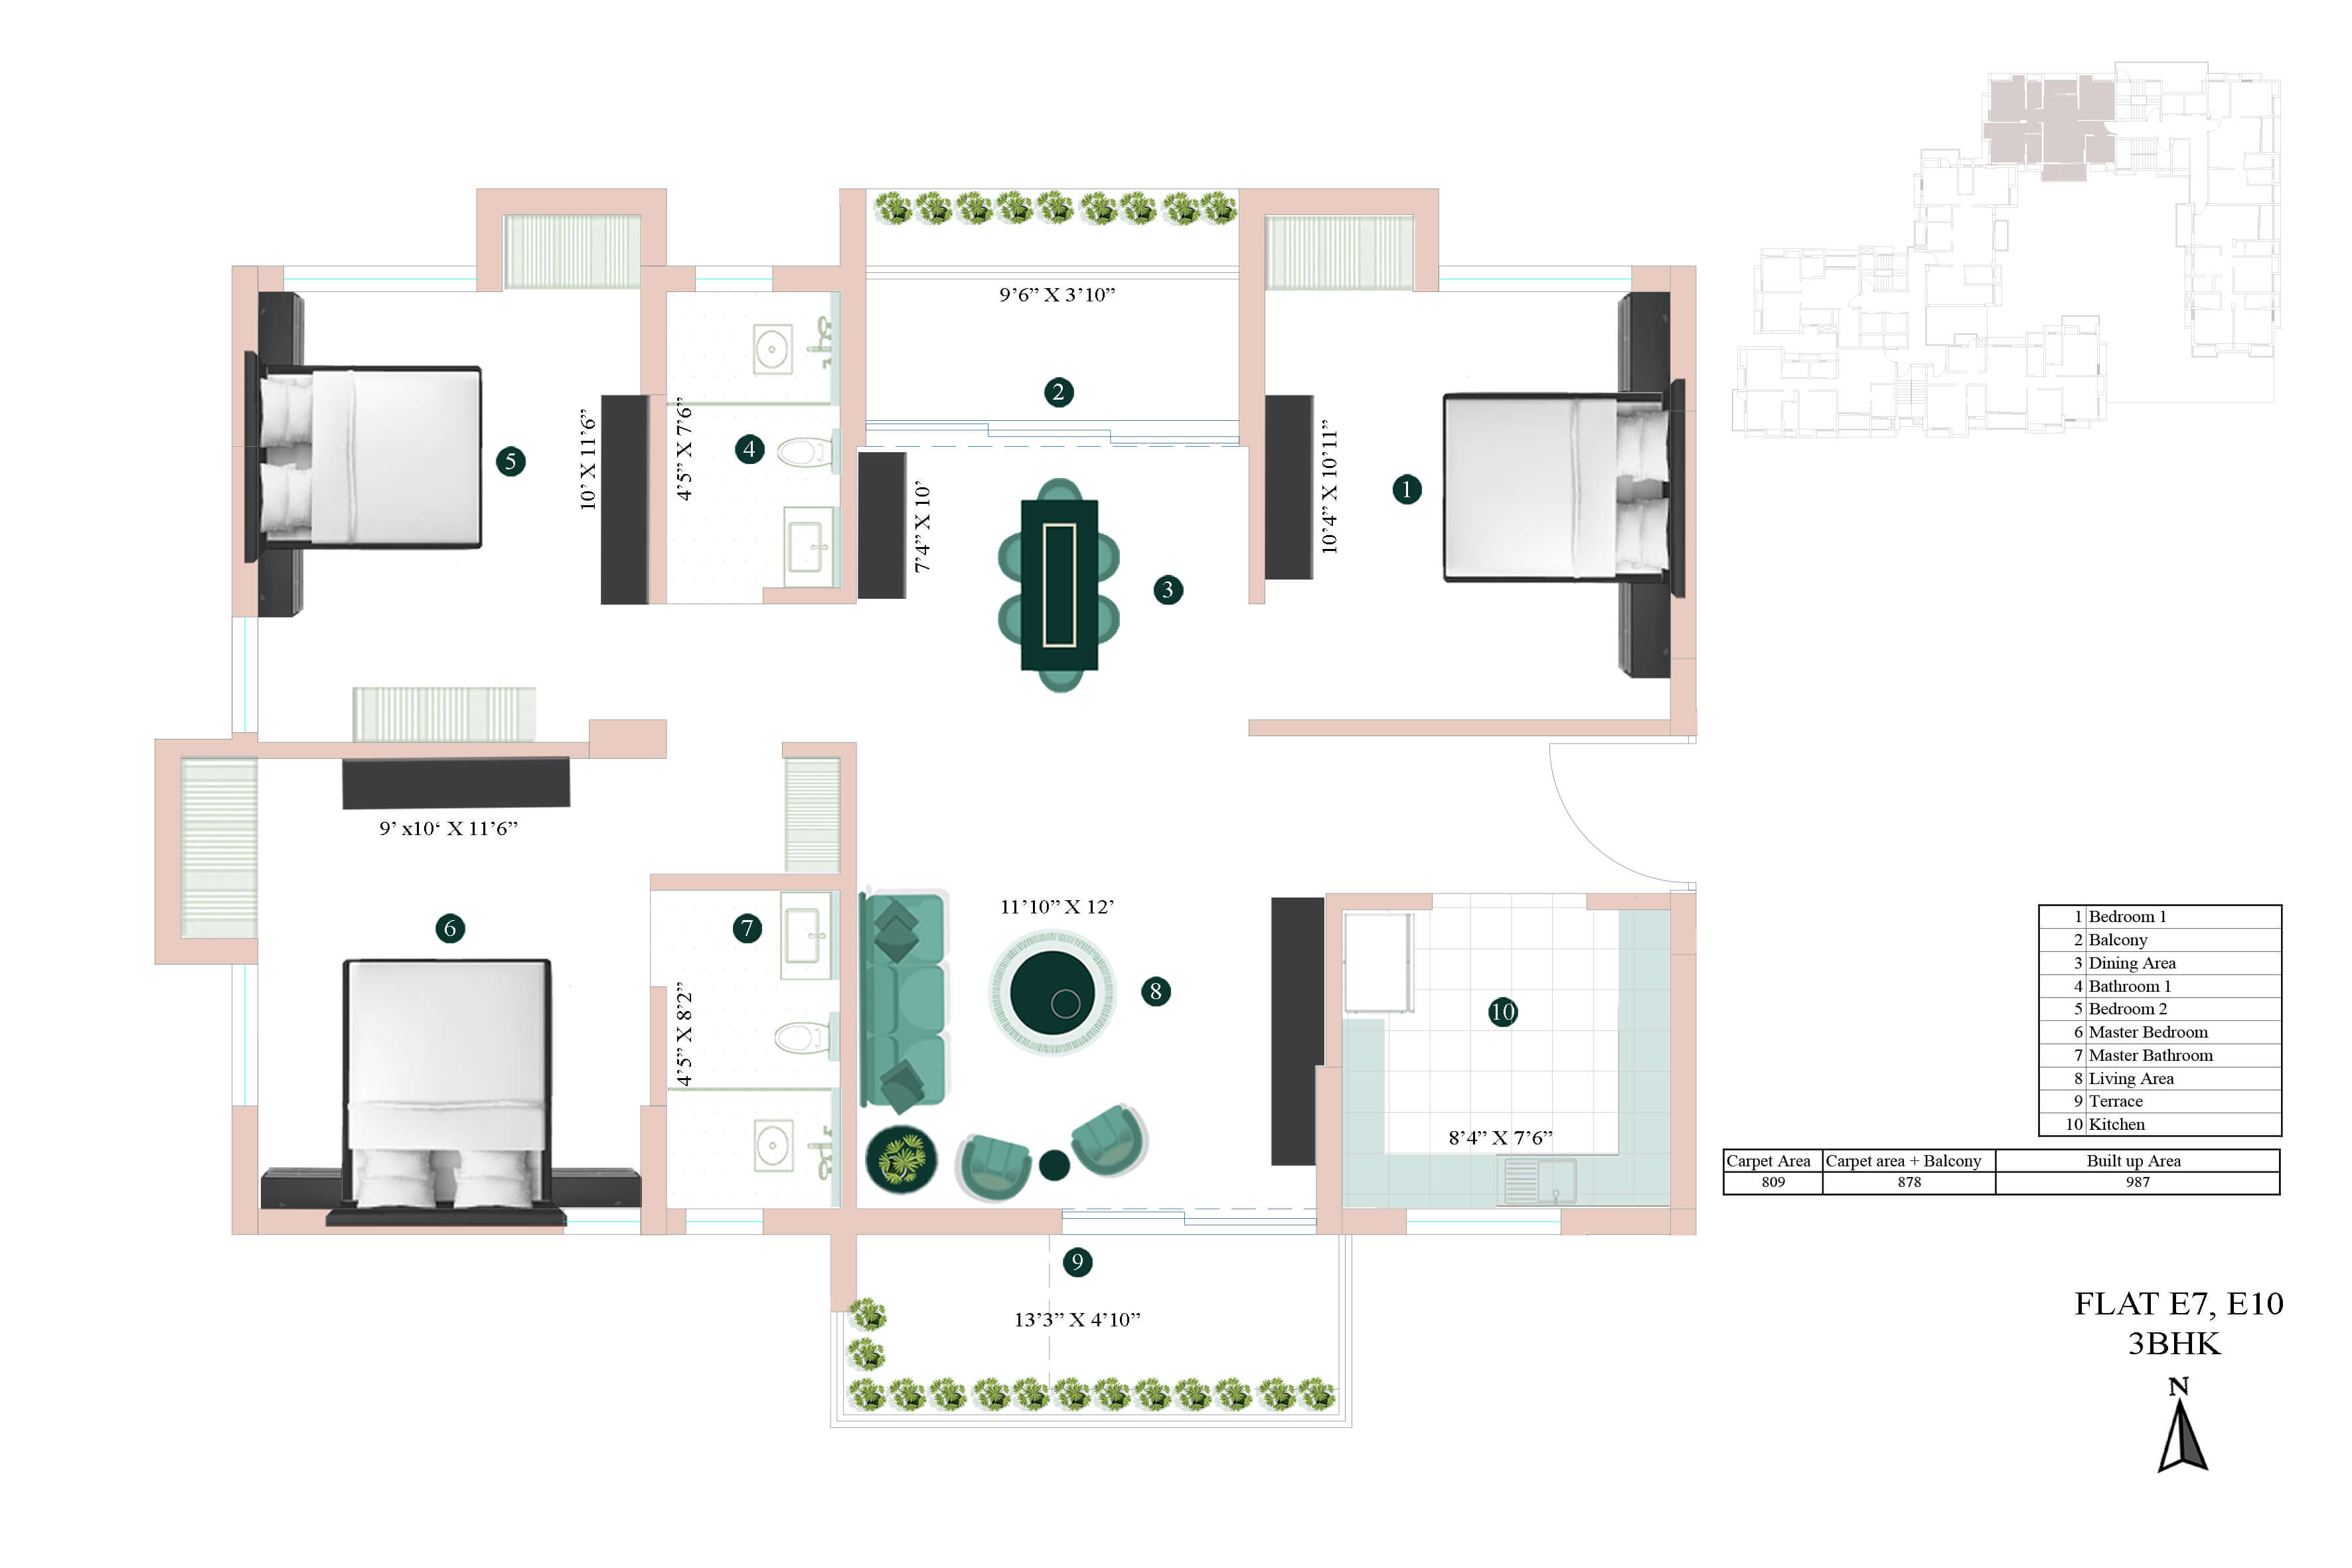 9’6” X 3’10”
2
5
10’ X 11’6”
4’5” X 7’6”
4
7’4” X 10’
3
10’4” X 10’11”
1
9’ x10‘ X 11’6”
6
7
4’5” X 8’2”
11’10” X 12’
8
10
8’4” X 7’6”
9
13’3” X 4’10”
1 Bedroom 1
2 Balcony
3 Dining Area
4 Bathroom 1
5 Bedroom 2
6 Master Bedroom
7 Master Bathroom
8 Living Area
9 Terrace
10 Kitchen
Carpet Area Carpet area + Balcony Built up Area
809 878 987
FLAT E7, E10
3BHK
N